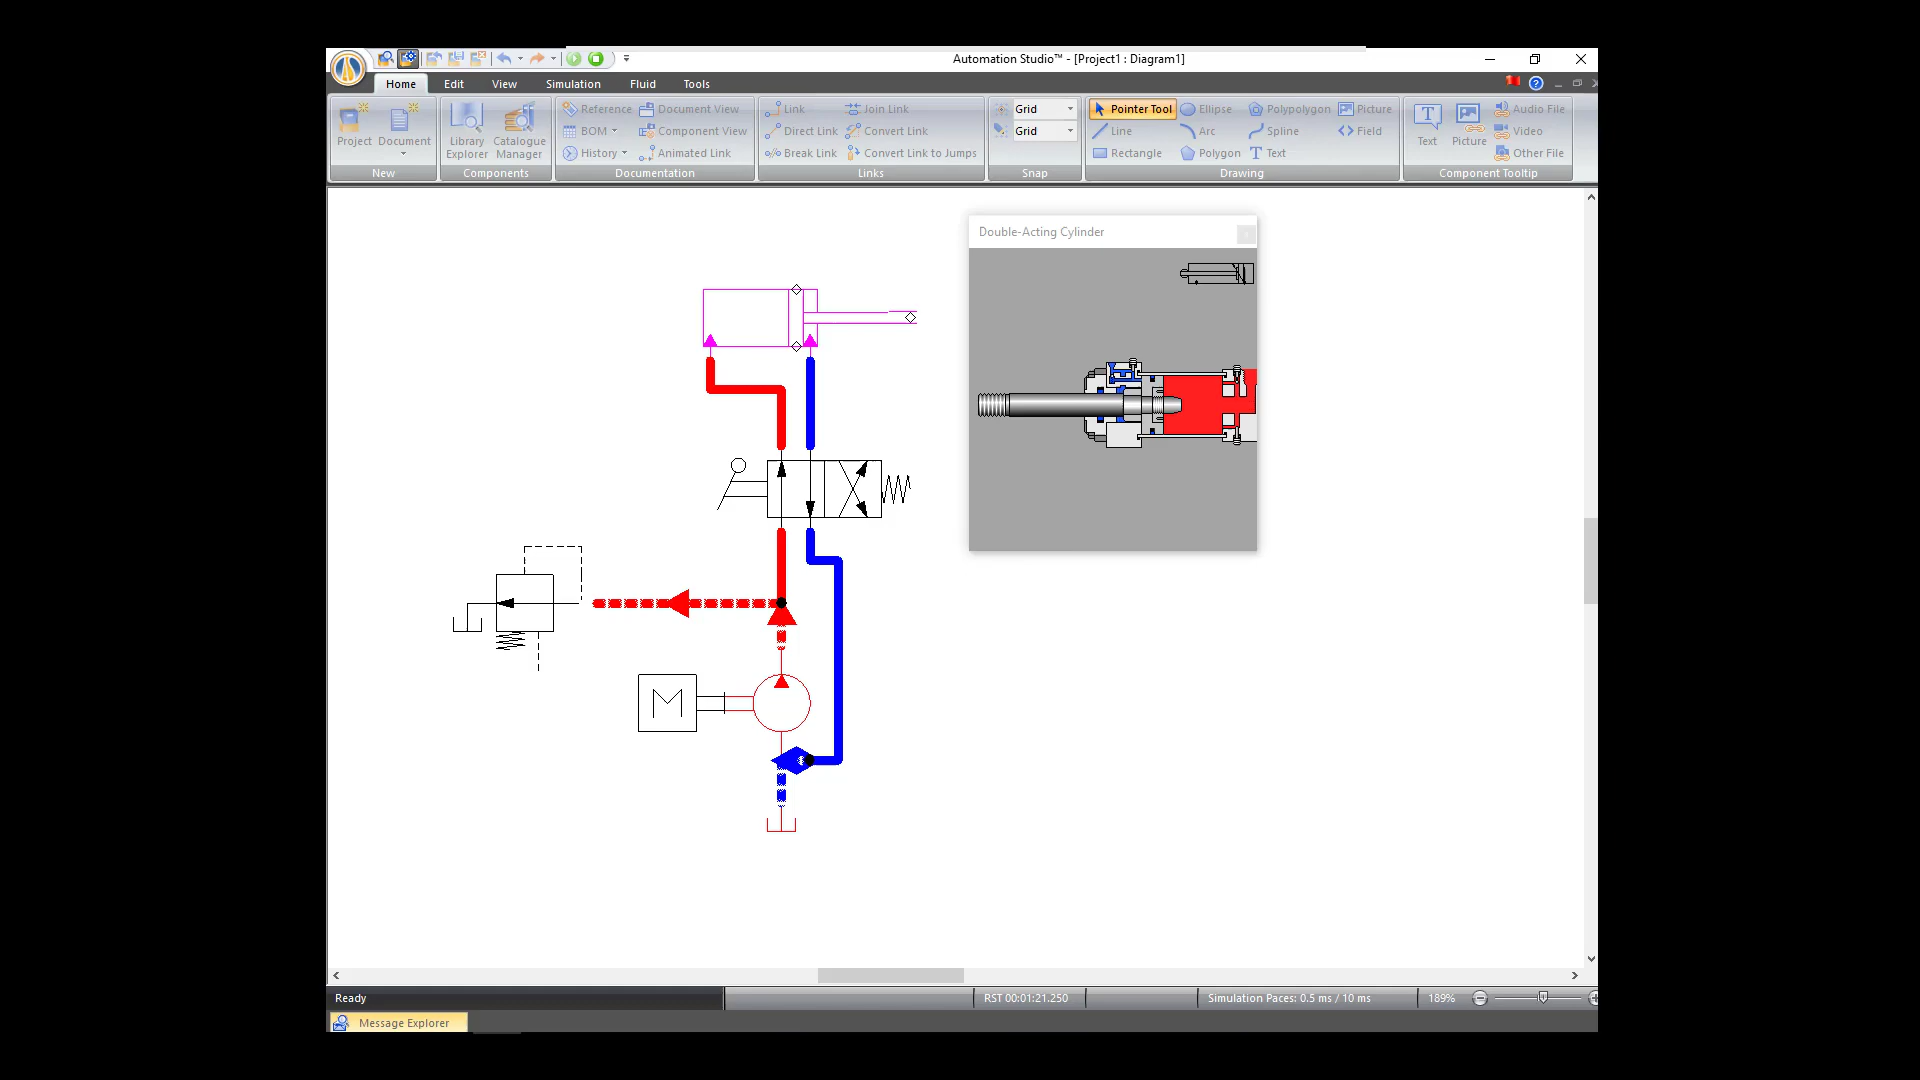 Automation Studio™ - [Project1 : Diagram1]
Home Edit View Simulation Fluid Tools
Project Document
New
Library Explorer
Catalogue Manager
Components
Reference Document View
BOM Component View
History Animated Link
Documentation
Link Join Link
Direct Link Convert Link
Break Link Convert Link to Jumps
Links
Grid
Grid
Snap
Pointer Tool Ellipse Polypolygon Picture
Line Arc Spline Field
Rectangle Polygon Text
Drawing
Text Picture
Audio File
Video
Other File
Component Tooltip
Double-Acting Cylinder
M
Ready
RST 00:01:21.250
Simulation Paces: 0.5 ms / 10 ms
189%
Message Explorer